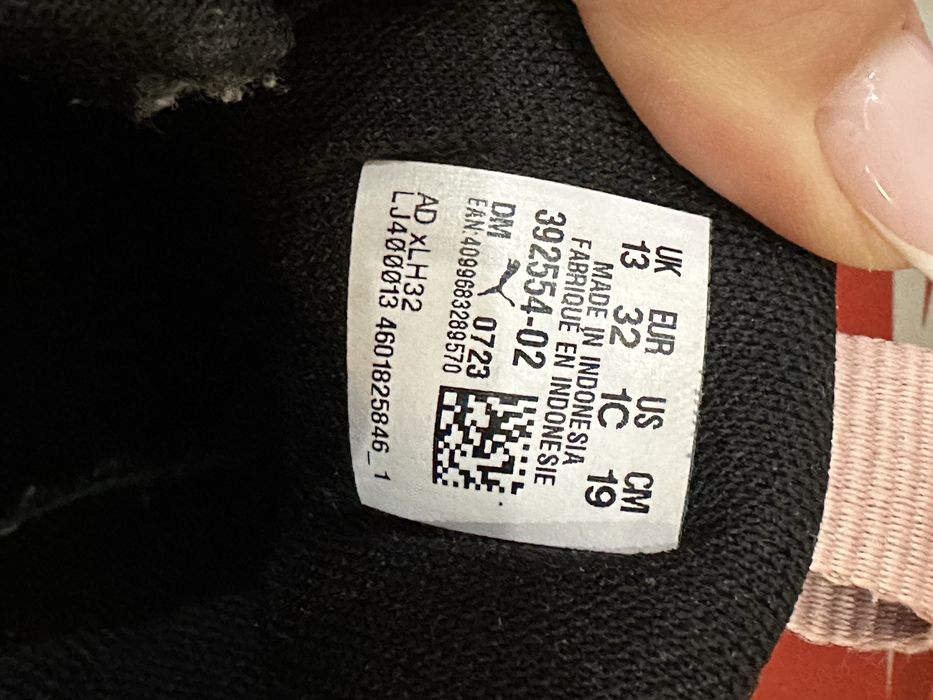 UK EUR US CM
13 32 1C 19
MADE IN INDONESIA
FABRIQUÉ EN INDONESIE
392554-02
DM 0723
EAN:4099683289570
AD xLH32
LJ400013 4601825846_1